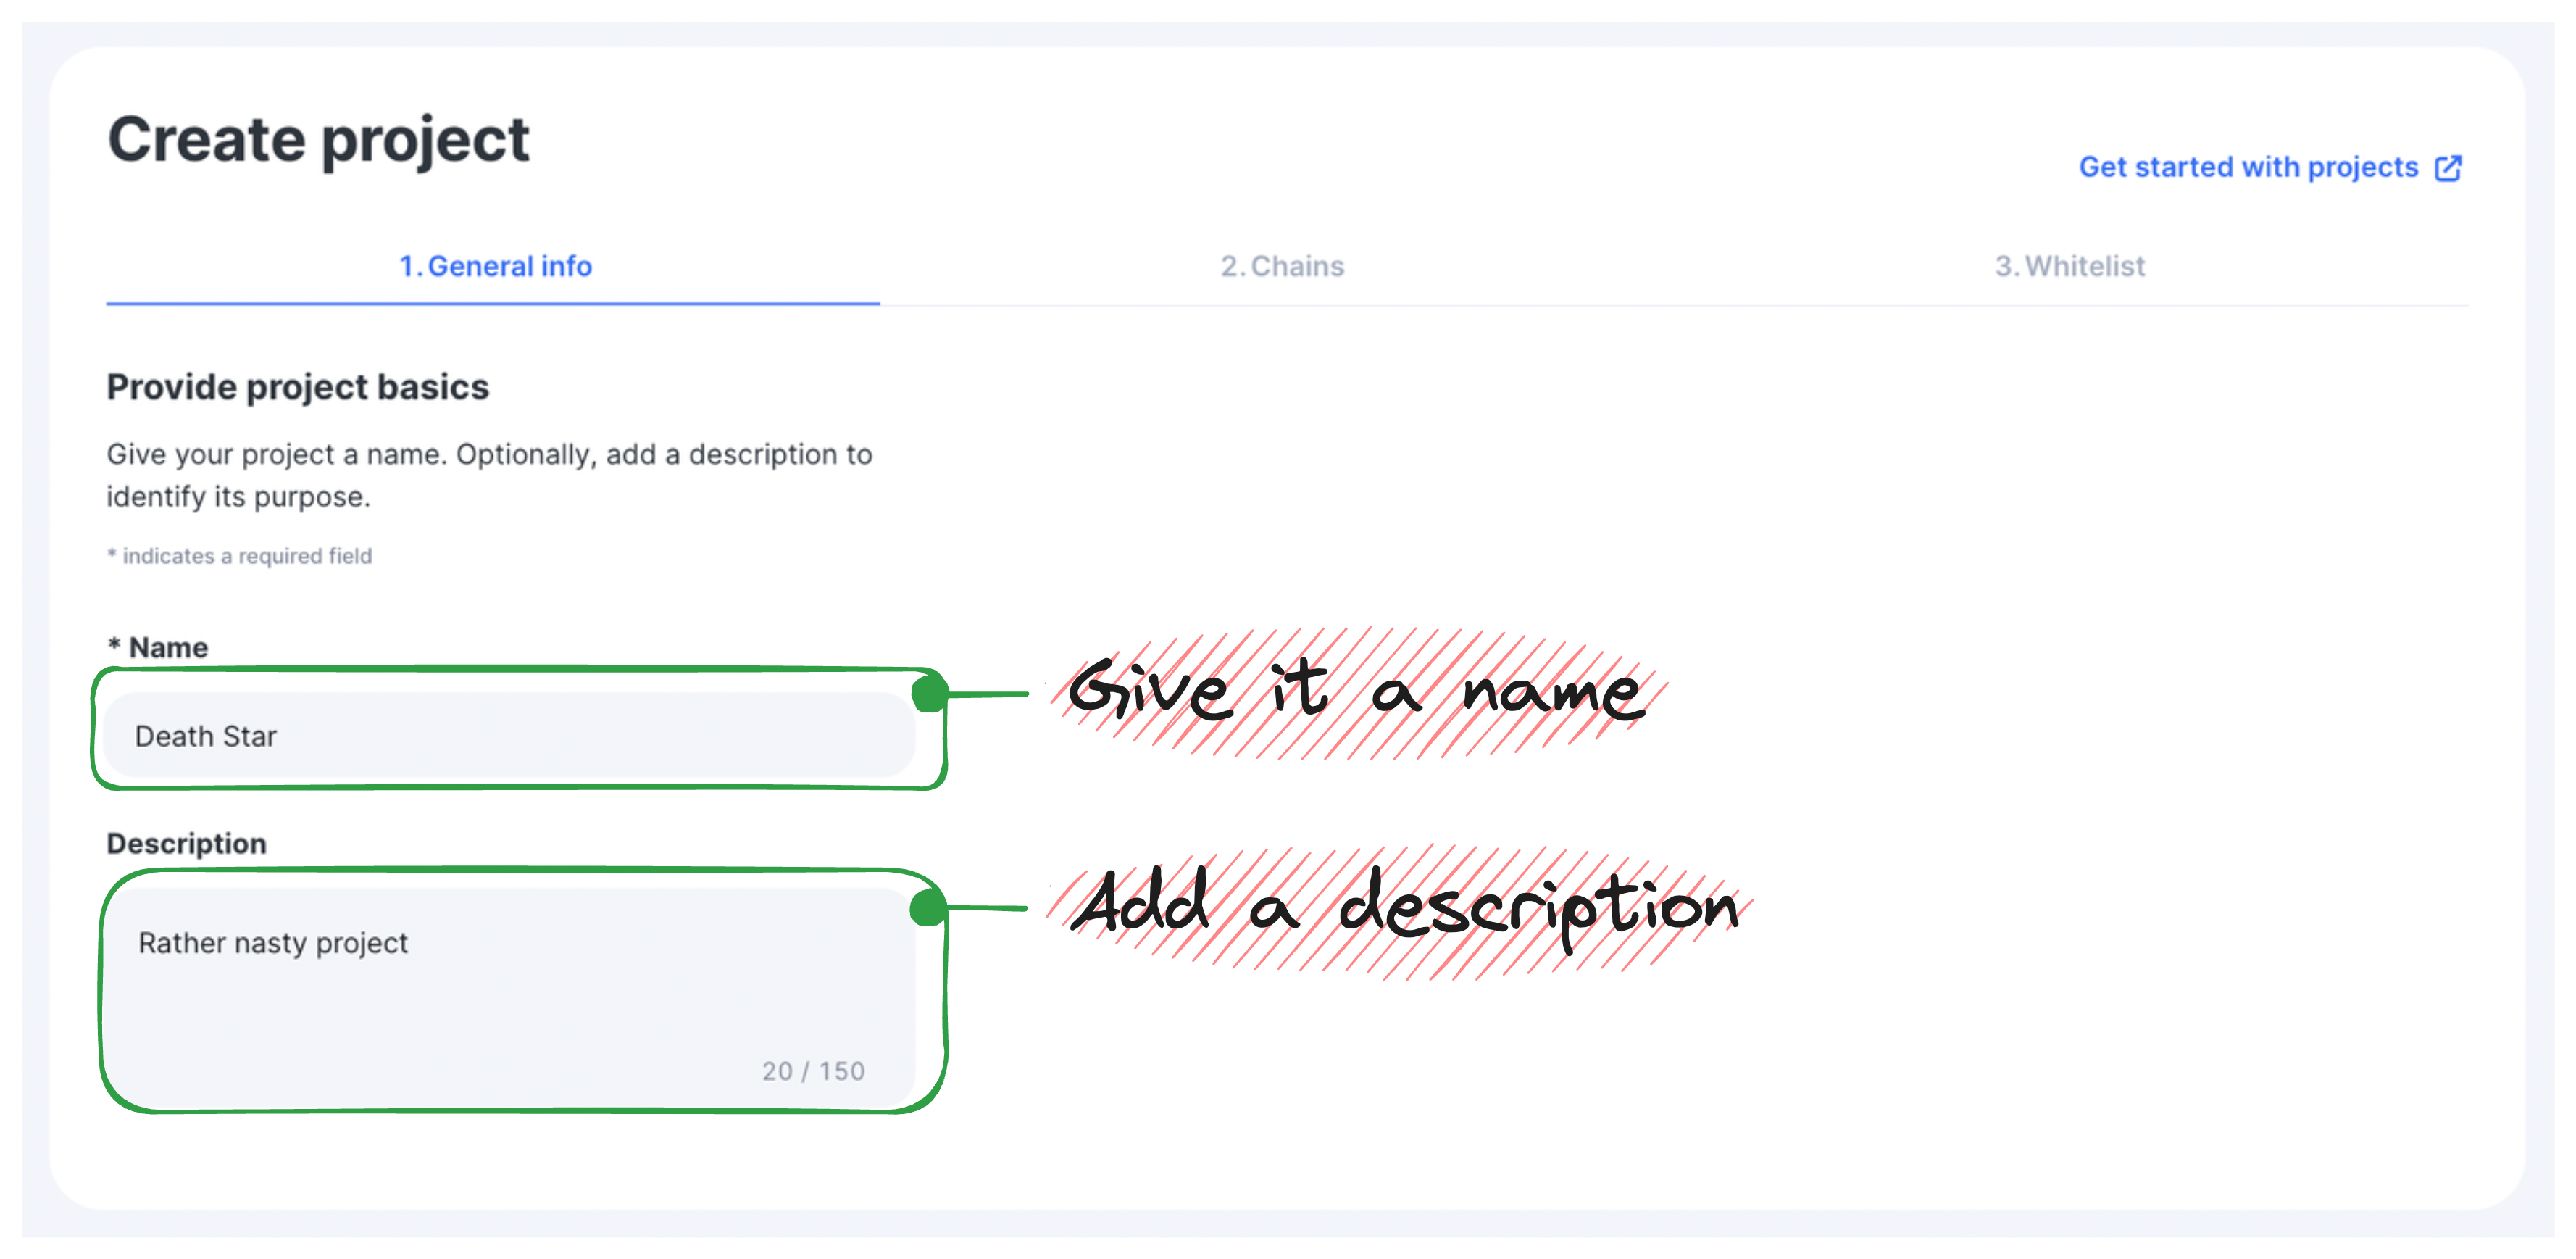 Create project
Get started with projects
1. General info
2. Chains
3. Whitelist
Provide project basics
Give your project a name. Optionally, add a description to
identify its purpose.
* indicates a required field
* Name
Death Star
Give it a name
Description
Rather nasty project
Add a description
20 / 150